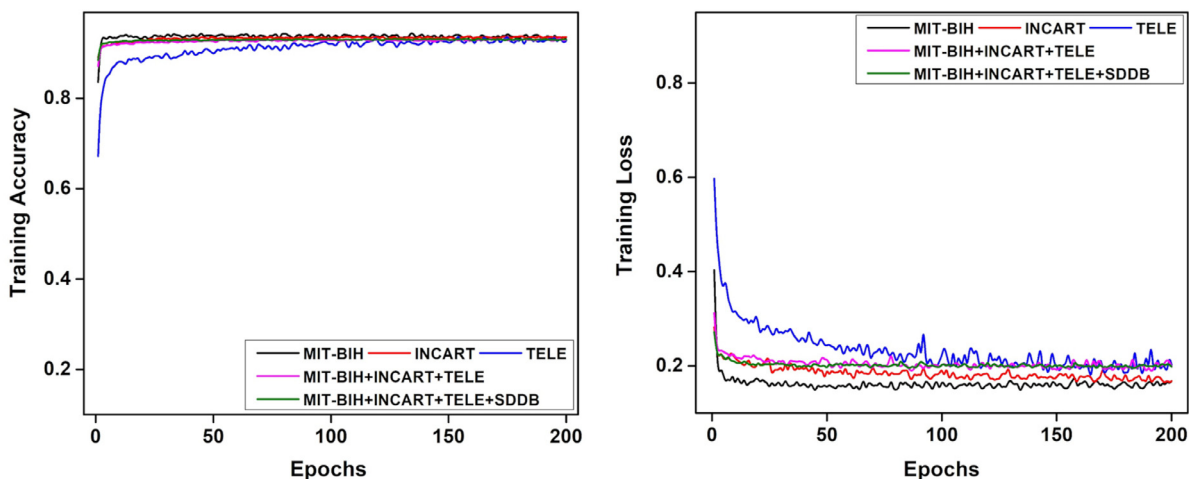 Training Accuracy
0.8
0.6
0.4
0.2
MIT-BIH INCART TELE
MIT-BIH+INCART+TELE
MIT-BIH+INCART+TELE+SDDB
0 50 100 150 200
Epochs
Training Loss
0.8
0.6
0.4
0.2
MIT-BIH INCART TELE
MIT-BIH+INCART+TELE
MIT-BIH+INCART+TELE+SDDB
0 50 100 150 200
Epochs